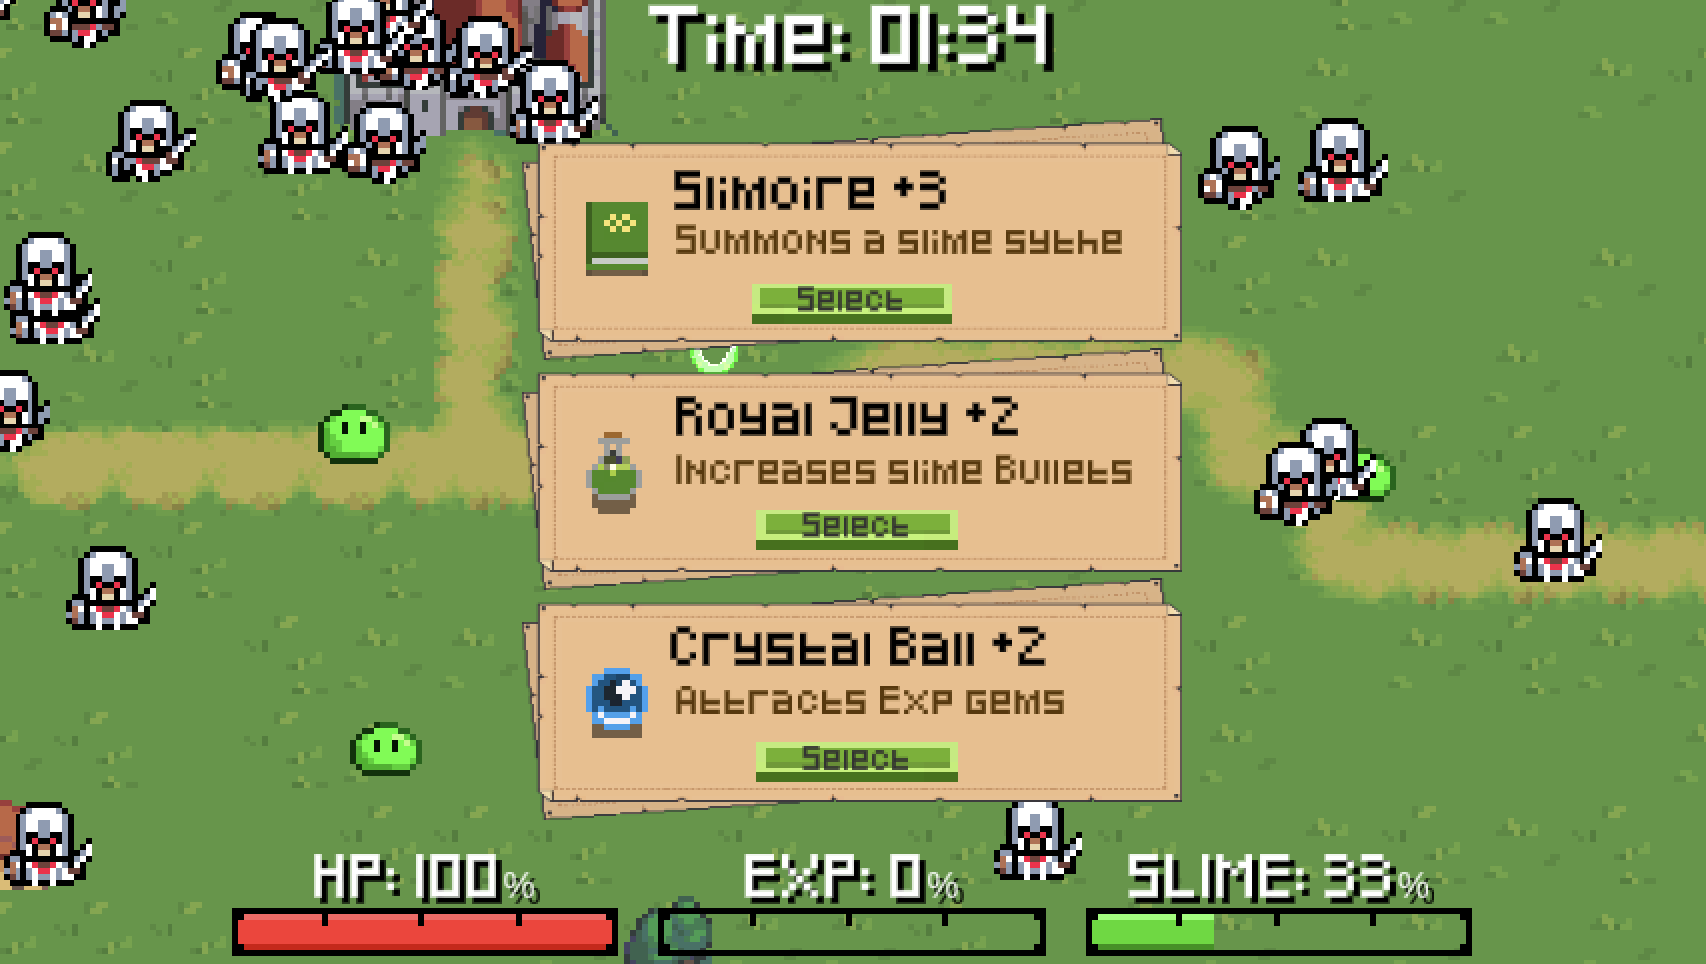 Time: 01:34
Slimoire +3
Summons a slime sythe
Select
Royal Jelly +2
Increases slime Bullets
Select
Crystal Ball +2
Attracts Exp gems
Select
HP: 100%
EXP: 0%
SLIME: 33%